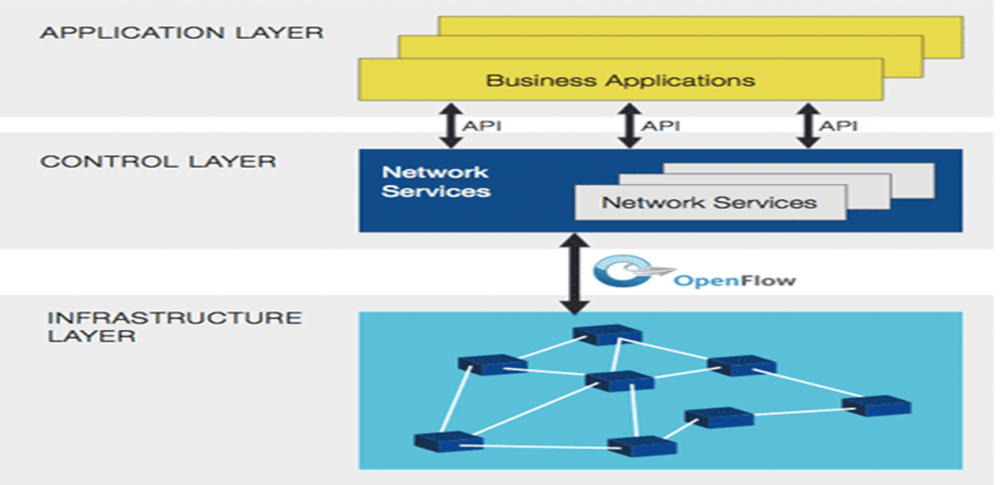 APPLICATION LAYER
Business Applications
API
API
API
CONTROL LAYER
Network
Services
Network Services
OpenFlow
INFRASTRUCTURE
LAYER